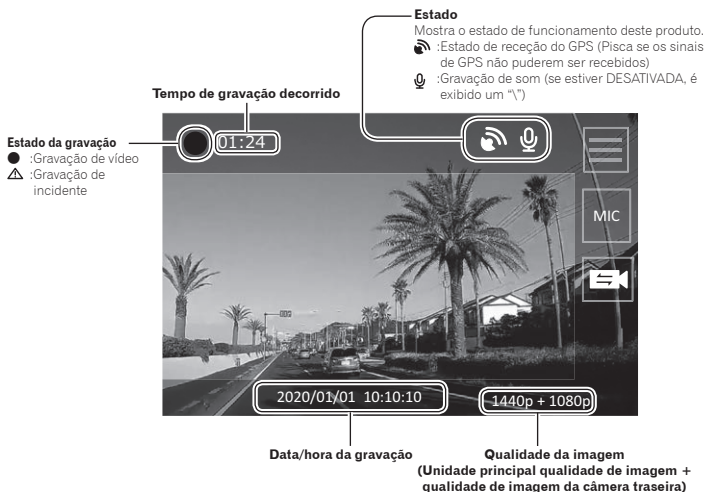 Estado
Mostra o estado de funcionamento deste produto.
:Estado de receção do GPS (Pisca se os sinais
de GPS não puderem ser recebidos)
:Gravação de som (se estiver DESATIVADA, é
exibido um “\”)
Tempo de gravação decorrido
Estado da gravação
:Gravação de vídeo
:Gravação de
incidente
01:24
MIC
2020/01/01 10:10:10
1440p + 1080p
Data/hora da gravação
Qualidade da imagem
(Unidade principal qualidade de imagem +
qualidade de imagem da câmera traseira)